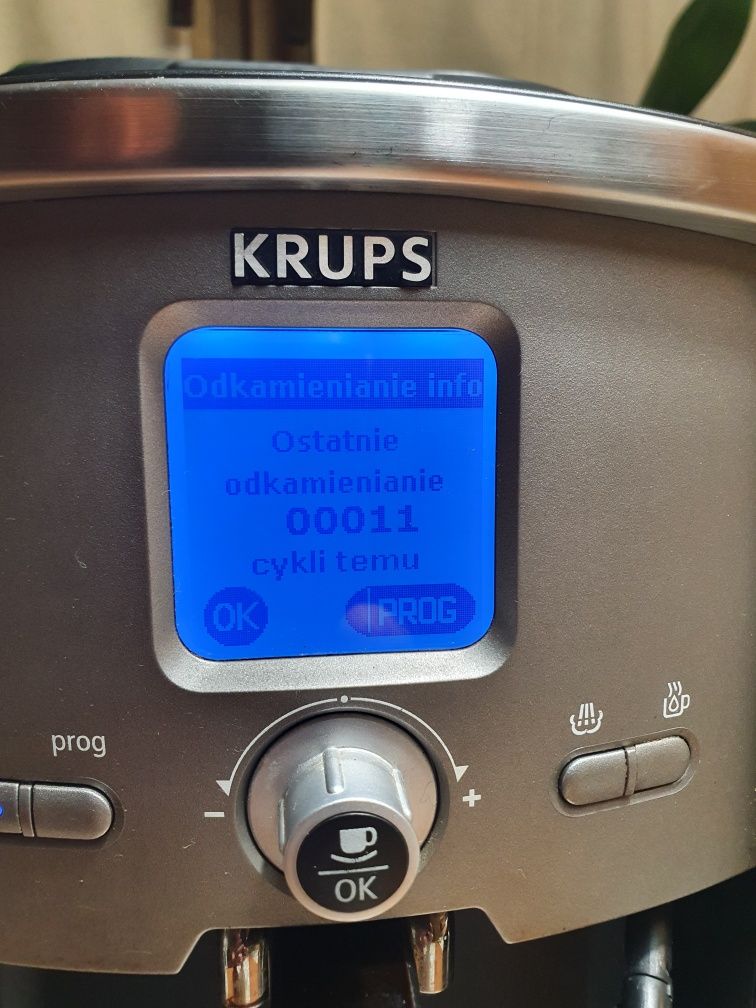 KRUPS
Odkamienianie info
Ostatnie
odkamienianie
00011
cykli temu
OK PROG
prog
- +
OK